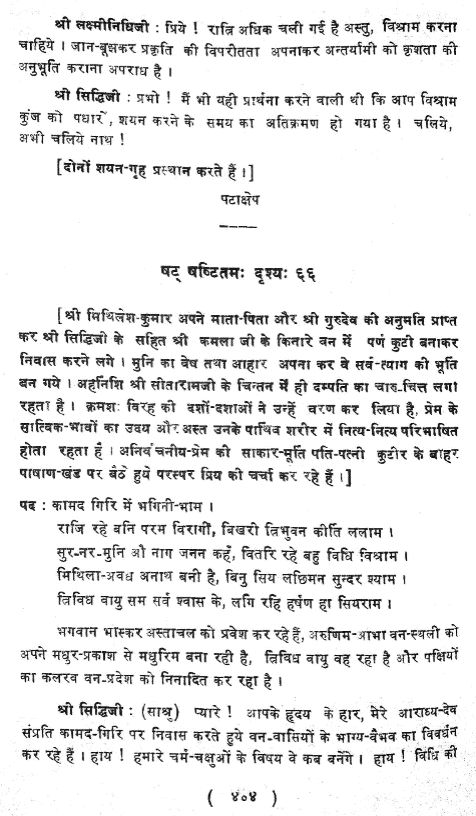 श्री लक्ष्मीनिधिजी : प्रिये ! रात्रि अधिक चली गई है अस्तु, विश्राम करना
चाहिये । जान-बूझकर प्रकृति की विपरीतता अपनाकर अन्तर्यामी को कृशता की
अनुभूति कराना अपराध है ।
श्री सिद्धिजी : प्रभो ! मैं भी यही प्रार्थना करने वाली थी कि आप विश्राम
कुंज को पधारें, शयन करने के समय का अतिक्रमण हो गया है । चलिये,
अभी चलिये नाथ !
[दोनों शयन-गृह प्रस्थान करते हैं ।]
पटाक्षेप
षट् षष्टितमः दृश्यः ६६
[श्री मिथिलेश-कुमार अपने माता-पिता और श्री गुरुदेव की अनुमति प्राप्त
कर श्री सिद्धिजी के सहित श्री कमला जी के किनारे वन में पर्ण कुटी बनाकर
निवास करने लगे । मुनि का वेष तथा आहार अपना कर वे सर्व-त्याग की मूर्ति
बन गये । अहर्निशि श्री सीतारामजी के चिन्तन में ही दम्पति का चारु-चित्त लगा
रहता है । क्रमशः विरह की दशों-दशाओं ने उन्हें वरण कर लिया है, प्रेम के
सात्विक-भावों का उदय और अस्त उनके पार्थिव शरीर में नित्य-नित्य परिभाषित
होता रहता है । अनिर्वचनीय-प्रेम की साकार-मूर्ति पति-पत्नी कुटीर के बाहर
पाषाण-खंड पर बैठे हुये परस्पर प्रिय की चर्चा कर रहे हैं ।]
पद : कामद गिरि में भगिनी-भाम ।
राजि रहे बनि परम विरागी, बिखरी त्रिभुवन कीर्ति ललाम ।
सुर-नर-मुनि औ नाग जनन कहँ, वितरि रहे बहु विधि विश्राम ।
मिथिला-अवध अनाथ बनी है, बिनु सिय लछिमन सुन्दर श्याम ।
त्रिविध वायु सम सर्व श्वास के, लगि रहि हर्षण हा सियराम ।
भगवान भास्कर अस्ताचल को प्रवेश कर रहे हैं, अरुणिम-आभा वन-स्थली को
अपने मधुर-प्रकाश से मधुरिम बना रही है, त्रिविध वायु वह रहा है और पक्षियों
का कलरव वन-प्रदेश को निनादित कर रहा है ।
श्री सिद्धिजी : (साश्रु) प्यारे ! आपके हृदय के हार, मेरे आराध्य-देव
संप्रति कामद-गिरि पर निवास करते हुये वन-वासियों के भाग्य-वैभव का विवर्धन
कर रहे हैं । हाय ! हमारे चर्म-चक्षुओं के विषय वे कब बनेंगे । हाय ! विधि की
( ४०४ )